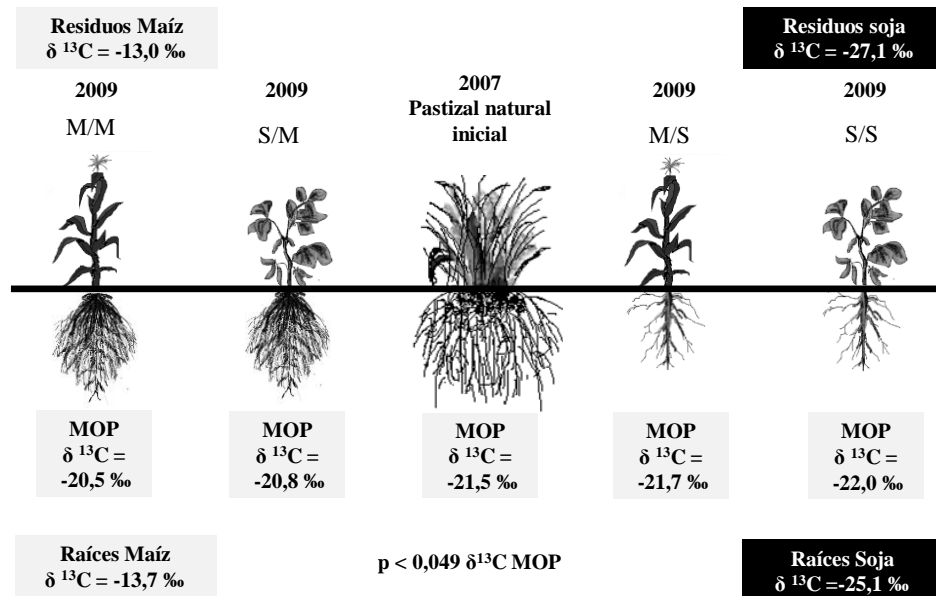 Residuos Maíz
δ ¹³C = -13,0 ‰
Residuos soja
δ ¹³C = -27,1 ‰
2009
M/M
2009
S/M
2007
Pastizal natural
inicial
2009
M/S
2009
S/S
MOP
δ ¹³C =
-20,5 ‰
MOP
δ ¹³C =
-20,8 ‰
MOP
δ ¹³C =
-21,5 ‰
MOP
δ ¹³C =
-21,7 ‰
MOP
δ ¹³C =
-22,0 ‰
Raíces Maíz
δ ¹³C = -13,7 ‰
p < 0,049 δ¹³C MOP
Raíces Soja
δ ¹³C =-25,1 ‰